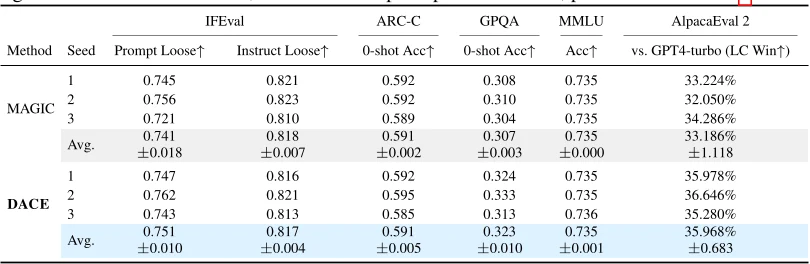 IFEval ARC-C GPQA MMLU AlpacaEval 2
Method Seed Prompt Loose↑ Instruct Loose↑ 0-shot Acc↑ 0-shot Acc↑ Acc↑ vs. GPT4-turbo (LC Win↑)
MAGIC
1 0.745 0.821 0.592 0.308 0.735 33.224%
2 0.756 0.823 0.592 0.310 0.735 32.050%
3 0.721 0.810 0.589 0.304 0.735 34.286%
Avg. 0.741 0.818 0.591 0.307 0.735 33.186%
±0.018 ±0.007 ±0.002 ±0.003 ±0.000 ±1.118
DACE
1 0.747 0.816 0.592 0.324 0.735 35.978%
2 0.762 0.821 0.595 0.333 0.735 36.646%
3 0.743 0.813 0.585 0.313 0.736 35.280%
Avg. 0.751 0.817 0.591 0.323 0.735 35.968%
±0.010 ±0.004 ±0.005 ±0.010 ±0.001 ±0.683